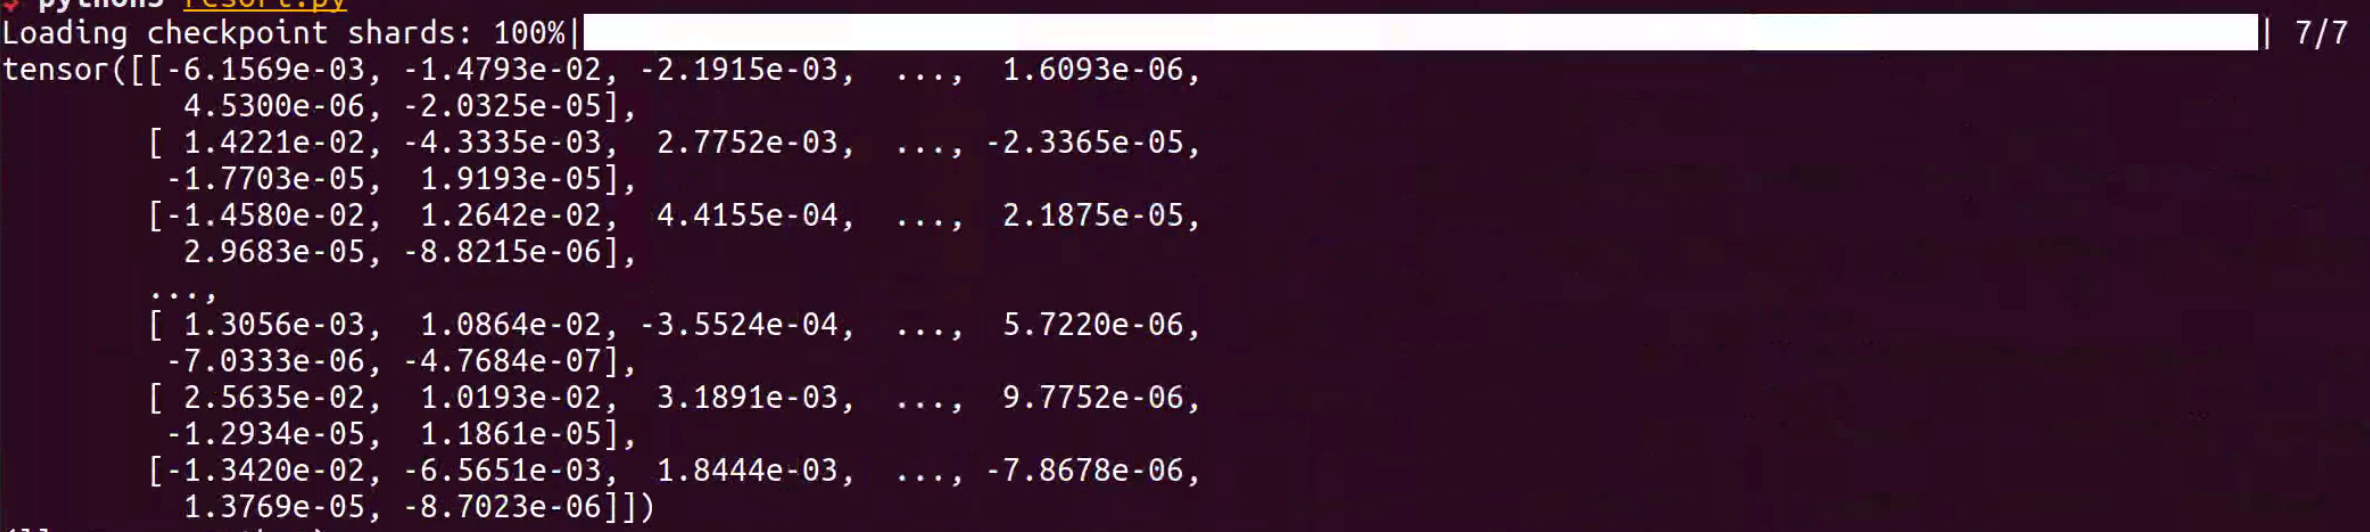 $ python3 resort.py
Loading checkpoint shards: 100%| | 7/7
tensor([[-6.1569e-03, -1.4793e-02, -2.1915e-03,  ...,  1.6093e-06,
          4.5300e-06, -2.0325e-05],
        [ 1.4221e-02, -4.3335e-03,  2.7752e-03,  ..., -2.3365e-05,
         -1.7703e-05,  1.9193e-05],
        [-1.4580e-02,  1.2642e-02,  4.4155e-04,  ...,  2.1875e-05,
          2.9683e-05, -8.8215e-06],
        ...,
        [ 1.3056e-03,  1.0864e-02, -3.5524e-04,  ...,  5.7220e-06,
         -7.0333e-06, -4.7684e-07],
        [ 2.5635e-02,  1.0193e-02,  3.1891e-03,  ...,  9.7752e-06,
         -1.2934e-05,  1.1861e-05],
        [-1.3420e-02, -6.5651e-03,  1.8444e-03,  ..., -7.8678e-06,
          1.3769e-05, -8.7023e-06]])